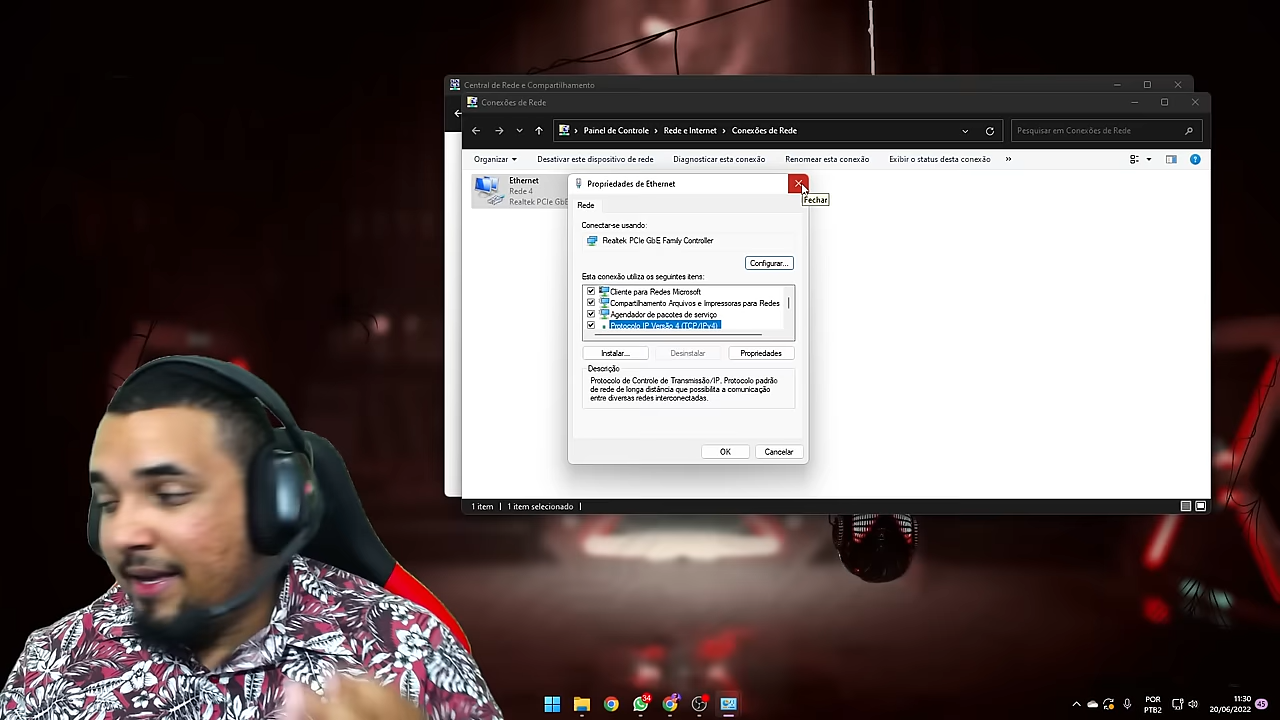 Central de Rede e Compartilhamento
Conexões de Rede
Painel de Controle
Rede e Internet
Conexões de Rede
Pesquisar em Conexões de Rede
Organizar
Desativar este dispositivo de rede
Diagnosticar esta conexão
Renomear esta conexão
Exibir o status desta conexão
»
Ethernet
Rede 4
Realtek PCIe GbE
Propriedades de Ethernet
Fechar
Rede
Conectar-se usando:
Realtek PCIe GbE Family Controller
Configurar...
Esta conexão utiliza os seguintes itens:
Cliente para Redes Microsoft
Compartilhamento Arquivos e Impressoras para Redes
Agendador de pacotes de serviço
Protocolo IP Versão 4 (TCP/IPv4)
Instalar...
Desinstalar
Propriedades
Descrição
Protocolo de Controle de Transmissão/IP. Protocolo padrão
de rede de longa distância que possibilita a comunicação
entre diversas redes interconectadas.
OK
Cancelar
1 item
1 item selecionado
34
POR
PTB2
11:30
20/06/2022
45